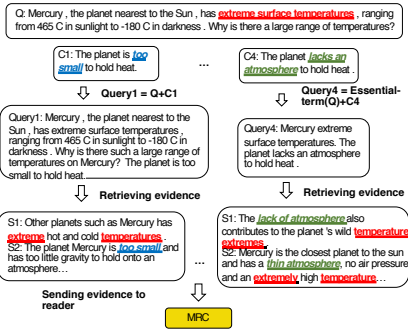 Q: Mercury , the planet nearest to the Sun , has extreme surface temperatures , ranging
from 465 C in sunlight to -180 C in darkness . Why is there a large range of temperatures?
C1: The planet is too
small to hold heat.
...
C4: The planet lacks an
atmosphere to hold heat .
Query1 = Q+C1
Query4 = Essential-
term(Q)+C4
Query1: Mercury , the planet nearest to the
Sun , has extreme surface temperatures ,
ranging from 465 C in sunlight to -180 C in
darkness . Why is there such a large range of
temperatures on Mercury? The planet is too
small to hold heat.
Query4: Mercury extreme
surface temperatures. The
planet lacks an atmosphere
to hold heat .
Retrieving evidence
Retrieving evidence
S1: Other planets such as Mercury has
extreme hot and cold temperatures .
S2: The planet Mercury is too small and
has too little gravity to hold onto an
atmosphere…
...
S1: The lack of atmosphere also
contributes to the planet 's wild temperature
extremes.
S2: Mercury is the closest planet to the sun
and has a thin atmosphere, no air pressure
and an extremely high temperature…
Sending evidence to
reader
MRC